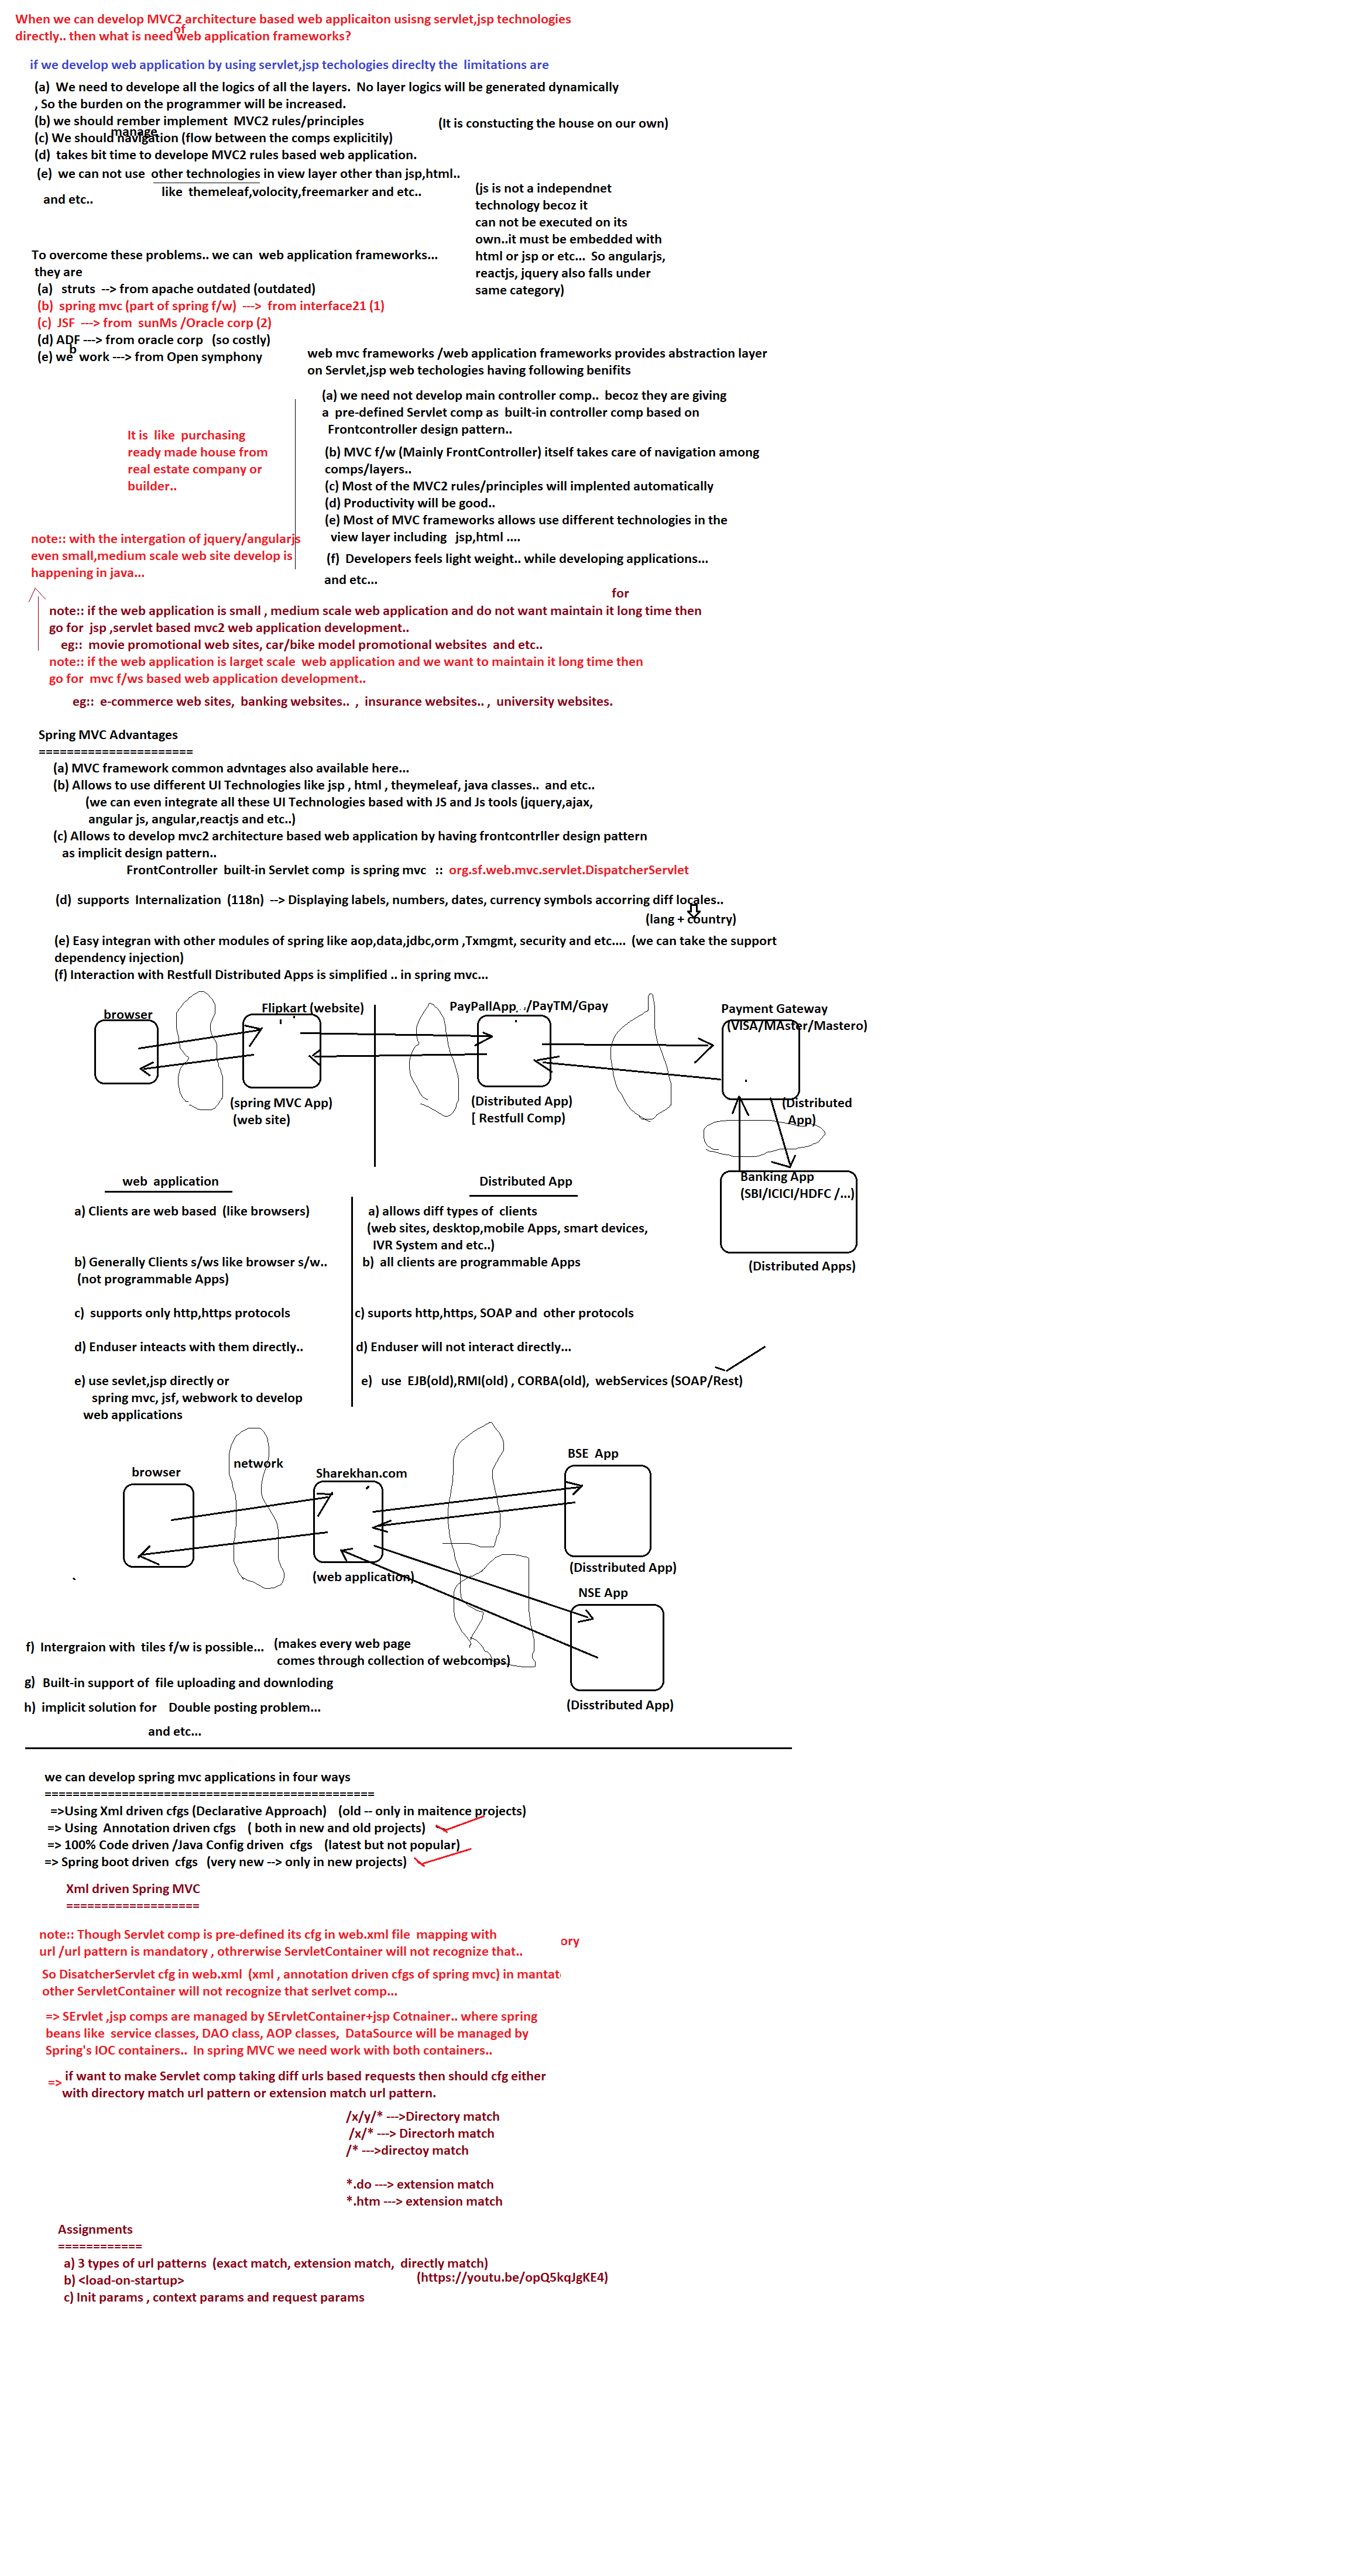 When we can develop MVC2 architecture based web applicaiton usisng servlet,jsp technologies
of
directly.. then what is need web application frameworks?
if we develop web application by using servlet,jsp techologies direclty the  limitations are
(a)  We need to develope all the logics of all the layers.  No layer logics will be generated dynamically
, So the burden on the programmer will be increased.
(b) we should rember implement  MVC2 rules/principles
(It is constucting the house on our own)
manage
(c) We should navigation (flow between the comps explicitily)
(d)  takes bit time to develope MVC2 rules based web application.
(e)  we can not use  other technologies in view layer other than jsp,html..
like  themeleaf,volocity,freemarker and etc..
and etc..
(js is not a independnet
technology becoz it
can not be executed on its
own..it must be embedded with
html or jsp or etc...  So angularjs,
reactjs, jquery also falls under
same category)
To overcome these problems.. we can  web application frameworks...
they are
(a)   struts  --> from apache outdated (outdated)
(b)  spring mvc (part of spring f/w)  --->  from interface21 (1)
(c)  JSF  ---> from  sunMs /Oracle corp (2)
(d) ADF ---> from oracle corp   (so costly)
b
(e) we  work ---> from Open symphony
web mvc frameworks /web application frameworks provides abstraction layer
on Servlet,jsp web techologies having following benifits
(a) we need not develop main controller comp..  becoz they are giving
a  pre-defined Servlet comp as  built-in controller comp based on
Frontcontroller design pattern..
(b) MVC f/w (Mainly FrontController) itself takes care of navigation among
comps/layers..
(c) Most of the MVC2 rules/principles will implented automatically
(d) Productivity will be good..
(e) Most of MVC frameworks allows use different technologies in the
view layer including   jsp,html ....
(f)  Developers feels light weight.. while developing applications...
and etc...
It is  like  purchasing
ready made house from
real estate company or
builder..
note:: with the intergation of jquery/angularjs
even small,medium scale web site develop is
happening in java...
for
note:: if the web application is small , medium scale web application and do not want maintain it long time then
go for  jsp ,servlet based mvc2 web application development..
eg::  movie promotional web sites, car/bike model promotional websites  and etc..
note:: if the web application is larget scale  web application and we want to maintain it long time then
go for  mvc f/ws based web application development..
eg::  e-commerce web sites,  banking websites..  ,  insurance websites.. ,  university websites.
Spring MVC Advantages
======================
(a) MVC framework common advntages also available here...
(b) Allows to use different UI Technologies like jsp , html , theymeleaf, java classes..  and etc..
(we can even integrate all these UI Technologies based with JS and Js tools (jquery,ajax,
angular js, angular,reactjs and etc..)
(c) Allows to develop mvc2 architecture based web application by having frontcontrller design pattern
as implicit design pattern..
FrontController  built-in Servlet comp  is spring mvc   ::  org.sf.web.mvc.servlet.DispatcherServlet
(d)  supports  Internalization  (118n)  --> Displaying labels, numbers, dates, currency symbols accorring diff locales..
(lang + country)
(e) Easy integran with other modules of spring like aop,data,jdbc,orm ,Txmgmt, security and etc....  (we can take the support
dependency injection)
(f) Interaction with Restfull Distributed Apps is simplified .. in spring mvc...
browser
Flipkart (website)
PayPallApp  /PayTM/Gpay
Payment Gateway
(VISA/MAster/Mastero)
(spring MVC App)
(web site)
(Distributed App)
[ Restfull Comp)
(Distributed
App)
Banking App
(SBI/ICICI/HDFC /...)
(Distributed Apps)
web  application
Distributed App
a) Clients are web based  (like browsers)
a) allows diff types of  clients
(web sites, desktop,mobile Apps, smart devices,
IVR System and etc..)
b) Generally Clients s/ws like browser s/w..
(not programmable Apps)
b)  all clients are programmable Apps
c)  supports only http,https protocols
c) suports http,https, SOAP and  other protocols
d) Enduser inteacts with them directly..
d) Enduser will not interact directly...
e) use sevlet,jsp directly or
spring mvc, jsf, webwork to develop
web applications
e)   use  EJB(old),RMI(old) , CORBA(old),  webServices (SOAP/Rest)
browser
network
Sharekhan.com
BSE  App
(web application)
(Disstributed App)
NSE App
(Disstributed App)
f)  Intergraion with  tiles f/w is possible...
(makes every web page
comes through collection of webcomps)
g)  Built-in support of  file uploading and downloding
h)  implicit solution for    Double posting problem...
and etc...
we can develop spring mvc applications in four ways
===============================================
=>Using Xml driven cfgs (Declarative Approach)    (old -- only in maitence projects)
=> Using  Annotation driven cfgs    ( both in new and old projects)
=> 100% Code driven /Java Config driven  cfgs    (latest but not popular)
=> Spring boot driven  cfgs   (very new --> only in new projects)
Xml driven Spring MVC
===================
note:: Though Servlet comp is pre-defined its cfg in web.xml file  mapping with
url /url pattern is mandatory , othrerwise ServletContainer will not recognize that..
ory
So DisatcherServlet cfg in web.xml  (xml , annotation driven cfgs of spring mvc) in mantat
other ServletContainer will not recognize that serlvet comp...
=> SErvlet ,jsp comps are managed by SErvletContainer+jsp Cotnainer.. where spring
beans like  service classes, DAO class, AOP classes,  DataSource will be managed by
Spring's IOC containers..  In spring MVC we need work with both containers..
=> if want to make Servlet comp taking diff urls based requests then should cfg either
with directory match url pattern or extension match url pattern.
/x/y/* --->Directory match
/x/* ---> Directorh match
/* --->directoy match
*.do ---> extension match
*.htm ---> extension match
Assignments
============
a) 3 types of url patterns  (exact match, extension match,  directly match)
b) <load-on-startup>
(https://youtu.be/opQ5kqJgKE4)
c) Init params , context params and request params